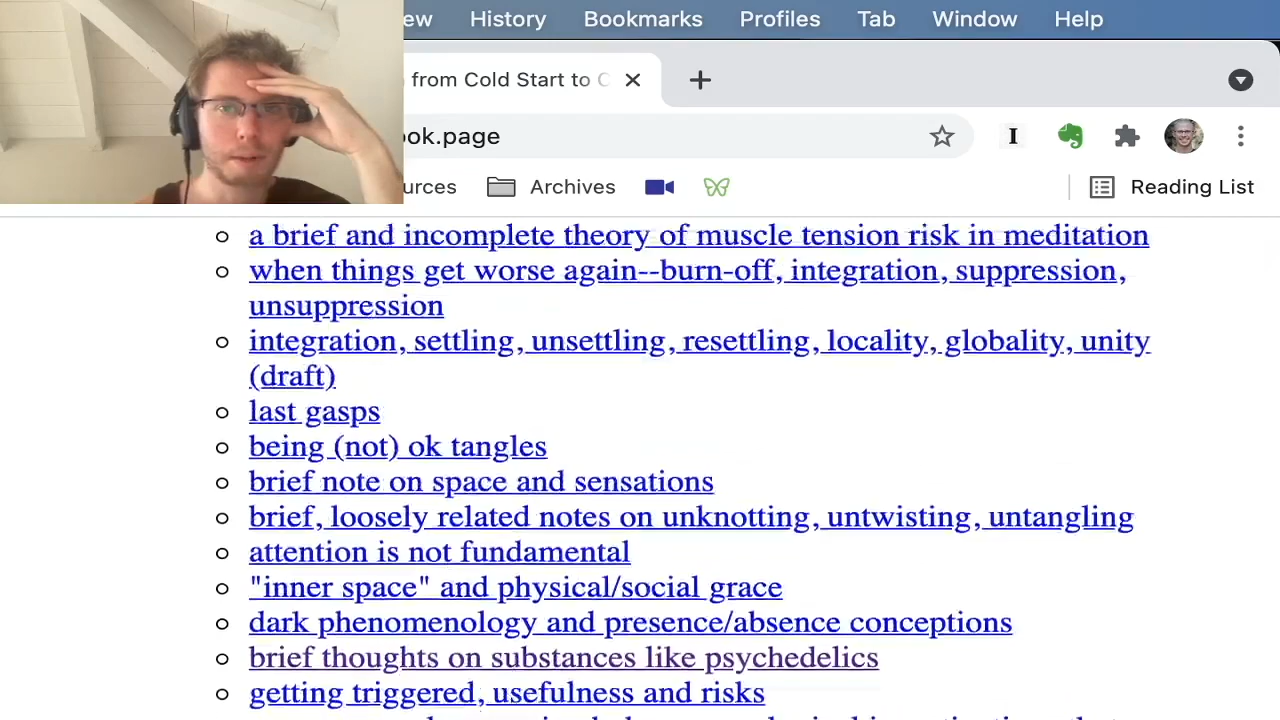 ew History Bookmarks Profiles Tab Window Help
from Cold Start to C
ook.page
I
urces Archives Reading List
a brief and incomplete theory of muscle tension risk in meditation
when things get worse again--burn-off, integration, suppression,
unsuppression
integration, settling, unsettling, resettling, locality, globality, unity
(draft)
last gasps
being (not) ok tangles
brief note on space and sensations
brief, loosely related notes on unknotting, untwisting, untangling
attention is not fundamental
"inner space" and physical/social grace
dark phenomenology and presence/absence conceptions
brief thoughts on substances like psychedelics
getting triggered, usefulness and risks